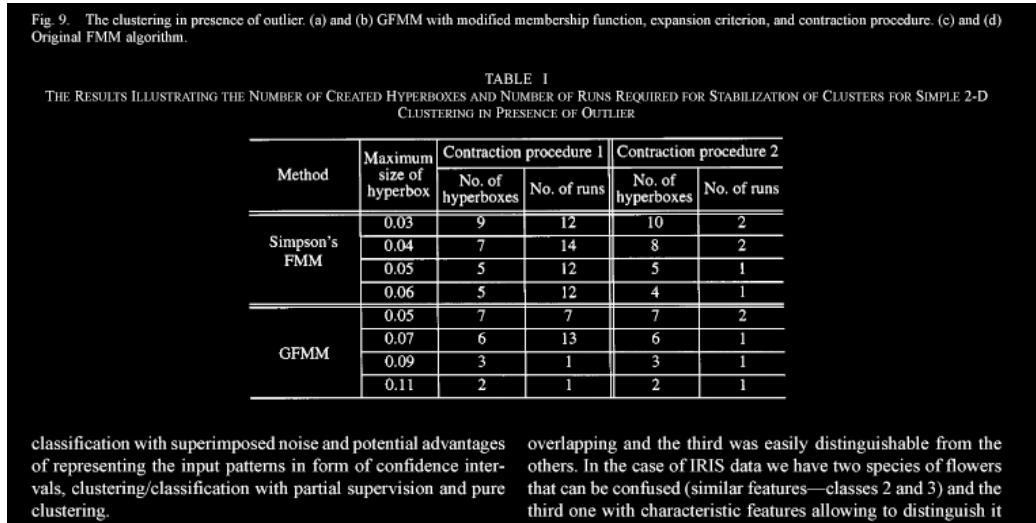 Fig. 9. The clustering in presence of outlier. (a) and (b) GFMM with modified membership function, expansion criterion, and contraction procedure. (c) and (d)
Original FMM algorithm.
TABLE I
THE RESULTS ILLUSTRATING THE NUMBER OF CREATED HYPERBOXES AND NUMBER OF RUNS REQUIRED FOR STABILIZATION OF CLUSTERS FOR SIMPLE 2-D
CLUSTERING IN PRESENCE OF OUTLIER
Method Maximum size of hyperbox Contraction procedure 1 Contraction procedure 2
No. of hyperboxes No. of runs No. of hyperboxes No. of runs
Simpson's FMM
0.03 9 12 10 2
0.04 7 14 8 2
0.05 5 12 5 1
0.06 5 12 4 1
GFMM
0.05 7 7 7 2
0.07 6 13 6 1
0.09 3 1 3 1
0.11 2 1 2 1
classification with superimposed noise and potential advantages
of representing the input patterns in form of confidence inter-
vals, clustering/classification with partial supervision and pure
clustering.
overlapping and the third was easily distinguishable from the
others. In the case of IRIS data we have two species of flowers
that can be confused (similar features—classes 2 and 3) and the
third one with characteristic features allowing to distinguish it